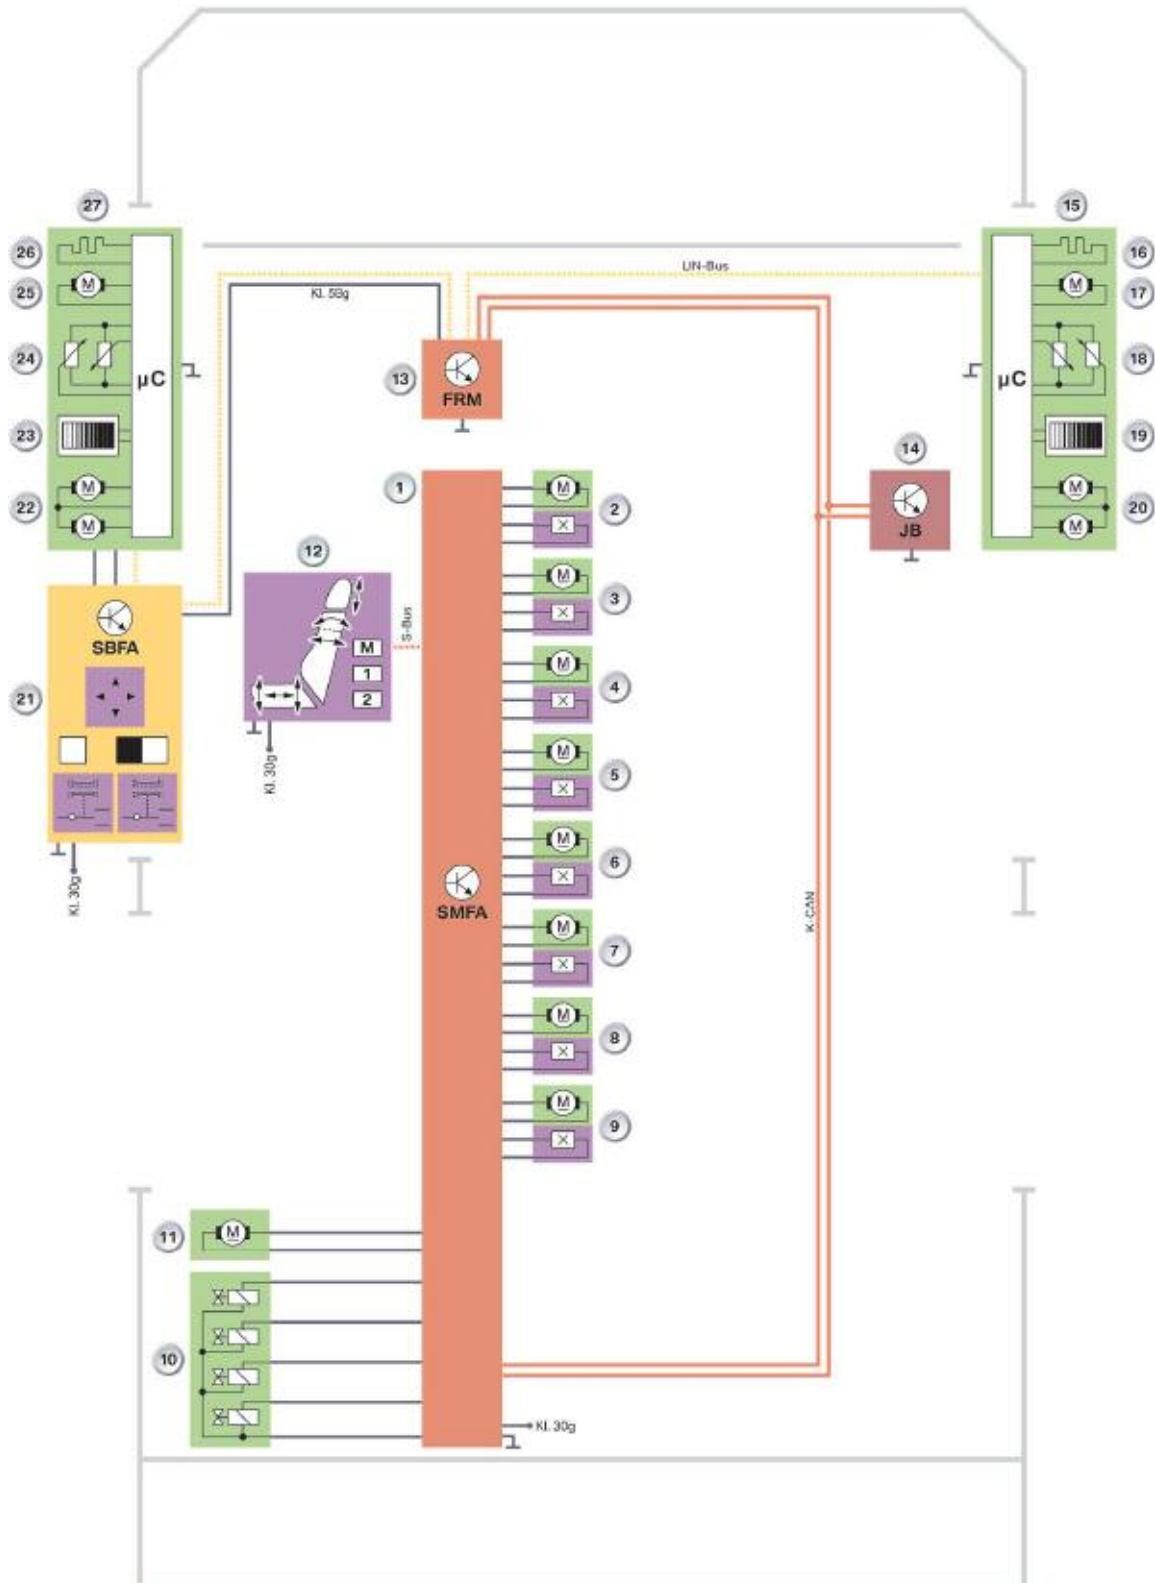 27
15
26
16
LIN-Bus
25
M
Kl. 58g
M
17
24
µC
13
FRM
µC
18
23
19
1
14
22
M
M
M
2
X
JB
M
M
20
12
M
3
X
SBFA
S-Bus
M
1
2
M
4
X
21
Kl. 30g
M
5
X
Kl. 30g
SMFA
M
6
X
K-CAN
M
7
X
M
8
X
M
9
X
11
M
10
Kl. 30g